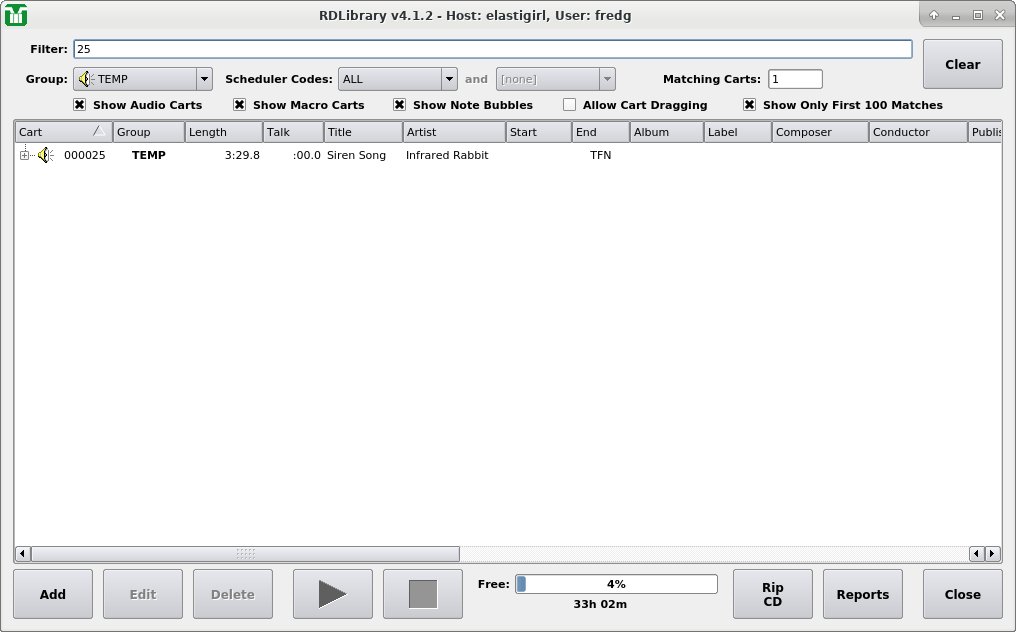 RDLibrary v4.1.2 - Host: elastigirl, User: fredg
Filter: 25
Clear
Group: TEMP Scheduler Codes: ALL and [none] Matching Carts: 1
Show Audio Carts Show Macro Carts Show Note Bubbles Allow Cart Dragging Show Only First 100 Matches
Cart Group Length Talk Title Artist Start End Album Label Composer Conductor Publis
000025 TEMP 3:29.8 :00.0 Siren Song Infrared Rabbit TFN
Add Edit Delete Free: 4% Rip CD Reports Close
33h 02m